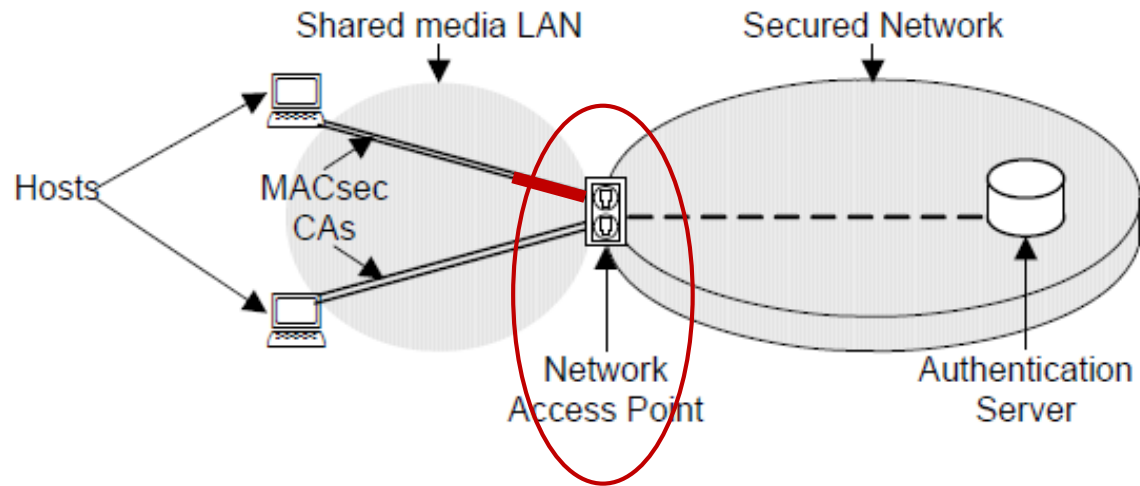 Shared media LAN
Secured Network
Hosts
MACsec
CAs
Network
Access Point
Authentication
Server